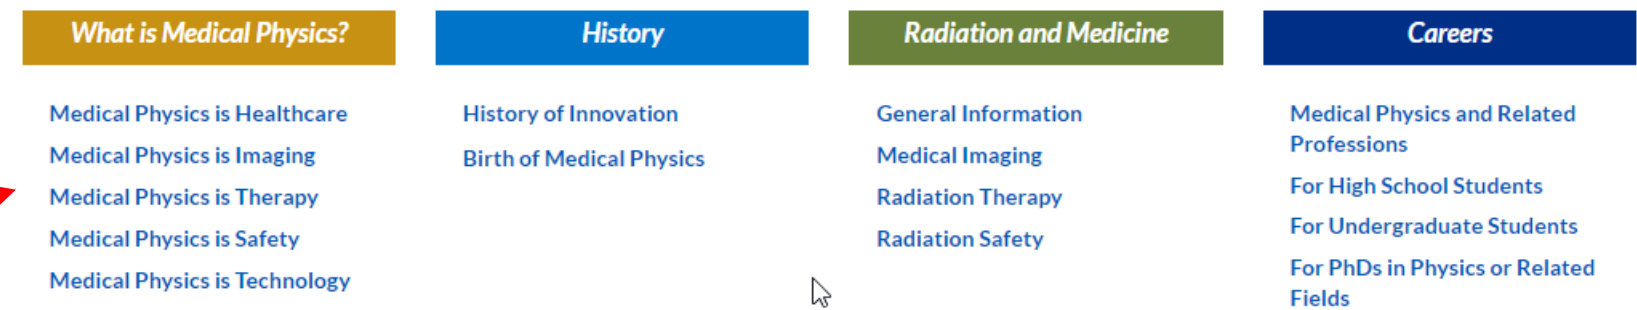 What is Medical Physics?
Medical Physics is Healthcare
Medical Physics is Imaging
Medical Physics is Therapy
Medical Physics is Safety
Medical Physics is Technology
History
History of Innovation
Birth of Medical Physics
Radiation and Medicine
General Information
Medical Imaging
Radiation Therapy
Radiation Safety
Careers
Medical Physics and Related
Professions
For High School Students
For Undergraduate Students
For PhDs in Physics or Related
Fields